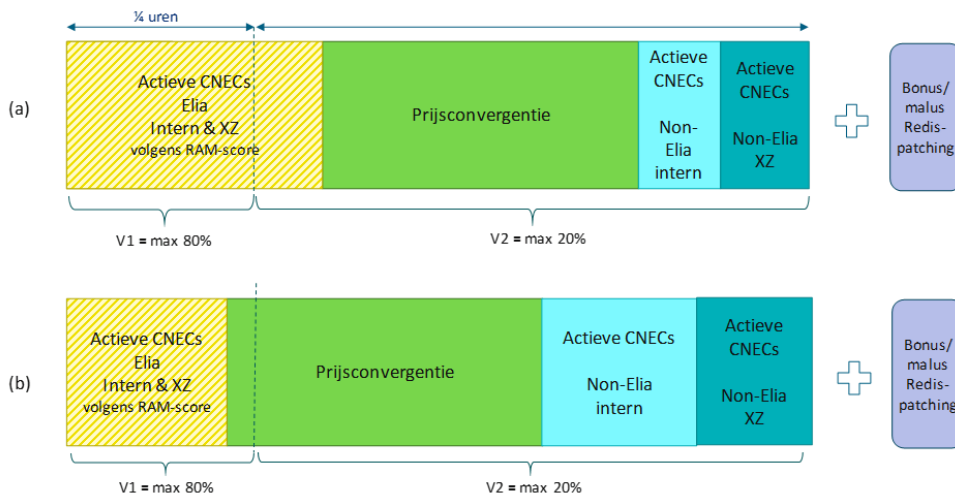 ¼ uren
(a)
Actieve CNECs
Elia
Intern & XZ
volgens RAM-score
Prijsconvergentie
Actieve
CNECs
Non-
Elia
intern
Actieve
CNECs
Non-Elia
XZ
Bonus/
malus
Redis-
patching
V1 = max 80%
V2 = max 20%
(b)
Actieve CNECs
Elia
Intern & XZ
volgens RAM-score
Prijsconvergentie
Actieve CNECs
Non-Elia
intern
Actieve
CNECs
Non-Elia
XZ
Bonus/
malus
Redis-
patching
V1 = max 80%
V2 = max 20%